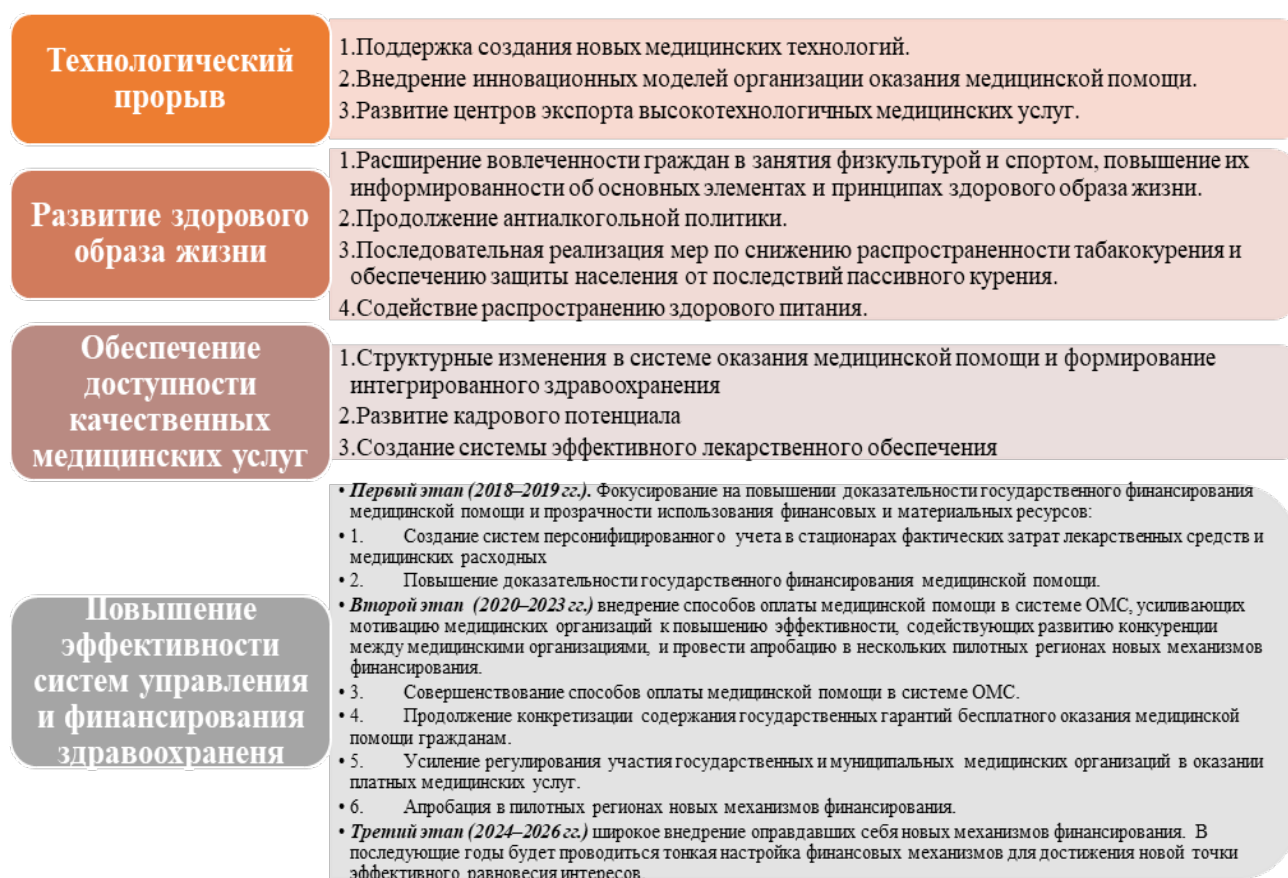 Технологический
прорыв
1.Поддержка создания новых медицинских технологий.
2.Внедрение инновационных моделей организации оказания медицинской помощи.
3.Развитие центров экспорта высокотехнологичных медицинских услуг.
Развитие здорового
образа жизни
1.Расширение вовлеченности граждан в занятия физкультурой и спортом, повышение их
информированности об основных элементах и принципах здорового образа жизни.
2.Продолжение антиалкогольной политики.
3.Последовательная реализация мер по снижению распространенности табакокурения и
обеспечению защиты населения от последствий пассивного курения.
4.Содействие распространению здорового питания.
Обеспечение
доступности
качественных
медицинских услуг
1.Структурные изменения в системе оказания медицинской помощи и формирование
интегрированного здравоохранения
2.Развитие кадрового потенциала
3.Создание системы эффективного лекарственного обеспечения
Повышение
эффективности
систем управления
и финансирования
здравоохраненя
• Первый этап (2018–2019 гг.). Фокусирование на повышении доказательности государственного финансирования
медицинской помощи и прозрачности использования финансовых и материальных ресурсов:
• 1. Создание систем персонифицированного учета в стационарах фактических затрат лекарственных средств и
медицинских расходных
• 2. Повышение доказательности государственного финансирования медицинской помощи.
• Второй этап (2020–2023 гг.) внедрение способов оплаты медицинской помощи в системе ОМС, усиливающих
мотивацию медицинских организаций к повышению эффективности, содействующих развитию конкуренции
между медицинскими организациями, и провести апробацию в нескольких пилотных регионах новых механизмов
финансирования.
• 3. Совершенствование способов оплаты медицинской помощи в системе ОМС.
• 4. Продолжение конкретизации содержания государственных гарантий бесплатного оказания медицинской
помощи гражданам.
• 5. Усиление регулирования участия государственных и муниципальных медицинских организаций в оказании
платных медицинских услуг.
• 6. Апробация в пилотных регионах новых механизмов финансирования.
• Третий этап (2024–2026 гг.) широкое внедрение оправдавших себя новых механизмов финансирования. В
последующие годы будет проводиться тонкая настройка финансовых механизмов для достижения новой точки
эффективного равновесия интересов.